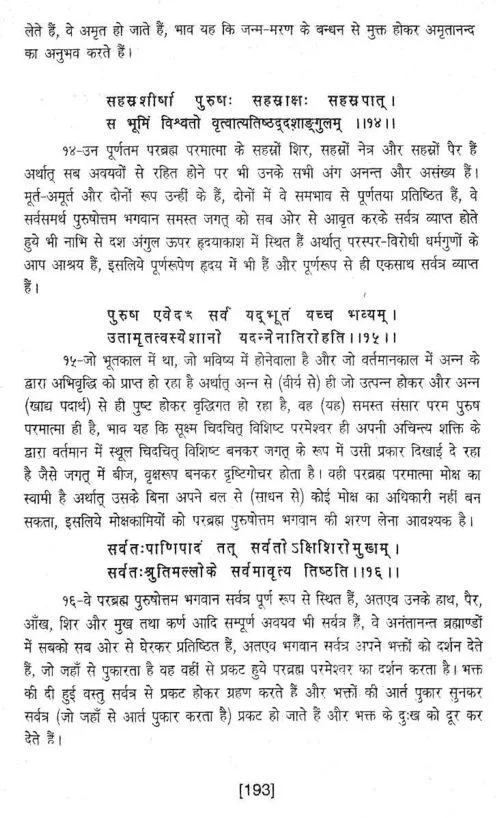 लेते हैं, वे अमृत हो जाते हैं, भाव यह कि जन्म-मरण के बन्धन से मुक्त होकर अमृतानन्द
का अनुभव करते हैं।
सहस्रशीर्षा पुरुषः सहस्राक्षः सहस्रपात्।
स भूमिं विश्वतो वृत्वात्यतिष्ठद्दशाङ्गुलम् ।।१४।।
१४-उन पूर्णतम परब्रह्म परमात्मा के सहस्रों शिर, सहस्रों नेत्र और सहस्रों पैर हैं
अर्थात् सब अवयवों से रहित होने पर भी उनके सभी अंग अनन्त और असंख्य हैं।
मूर्त-अमूर्त और दोनों रूप उन्हीं के हैं, दोनों में वे समभाव से पूर्णतया प्रतिष्ठित हैं, वे
सर्वसमर्थ पुरुषोत्तम भगवान समस्त जगत् को सब ओर से आवृत करके सर्वत्र व्याप्त होते
हुये भी नाभि से दश अंगुल ऊपर हृदयाकाश में स्थित हैं अर्थात् परस्पर-विरोधी धर्मगुणों के
आप आश्रय हैं, इसलिये पूर्णरूपेण हृदय में भी हैं और पूर्णरूप से ही एकसाथ सर्वत्र व्याप्त
हैं।
पुरुष एवेदꣳ सर्वं यद्भूतं यच्च भव्यम्।
उतामृतत्वस्येशानो यदन्नेनातिरोहति।।१५।।
१५-जो भूतकाल में था, जो भविष्य में होनेवाला है और जो वर्तमानकाल में अन्न के
द्वारा अभिवृद्धि को प्राप्त हो रहा है अर्थात् अन्न से (वीर्य से) ही जो उत्पन्न होकर और अन्न
(खाद्य पदार्थ) से ही पुष्ट होकर वृद्धिगत हो रहा है, वह (यह) समस्त संसार परम पुरुष
परमात्मा ही है, भाव यह कि सूक्ष्म चिदचित् विशिष्ट परमेश्वर ही अपनी अचिन्त्य शक्ति के
द्वारा वर्तमान में स्थूल चिदचित् विशिष्ट बनकर जगत् के रूप में उसी प्रकार दिखाई दे रहा
है जैसे जगत् में बीज, वृक्षरूप बनकर दृष्टिगोचर होता है। वही परब्रह्म परमात्मा मोक्ष का
स्वामी है अर्थात् उसके बिना अपने बल से (साधन से) कोई मोक्ष का अधिकारी नहीं बन
सकता, इसलिये मोक्षकामियों को परब्रह्म पुरुषोत्तम भगवान की शरण लेना आवश्यक है।
सर्वतःपाणिपादं तत् सर्वतोऽक्षिशिरोमुखम्।
सर्वतःश्रुतिमल्लोके सर्वमावृत्य तिष्ठति।।१६।।
१६-वे परब्रह्म पुरुषोत्तम भगवान सर्वत्र पूर्ण रूप से स्थित हैं, अतएव उनके हाथ, पैर,
आँख, शिर और मुख तथा कर्ण आदि सम्पूर्ण अवयव भी सर्वत्र हैं, वे अनंतानन्त ब्रह्माण्डों
में सबको सब ओर से घेरकर प्रतिष्ठित हैं, अतएव भगवान सर्वत्र अपने भक्तों को दर्शन देते
हैं, जो जहाँ से पुकारता है वह वहीं से प्रकट हुये परब्रह्म परमेश्वर का दर्शन करता है। भक्त
की दी हुई वस्तु सर्वत्र से प्रकट होकर ग्रहण करते हैं और भक्तों की आर्त पुकार सुनकर
सर्वत्र (जो जहाँ से आर्त पुकार करता है) प्रकट हो जाते हैं और भक्त के दुःख को दूर कर
देते हैं।
[193]